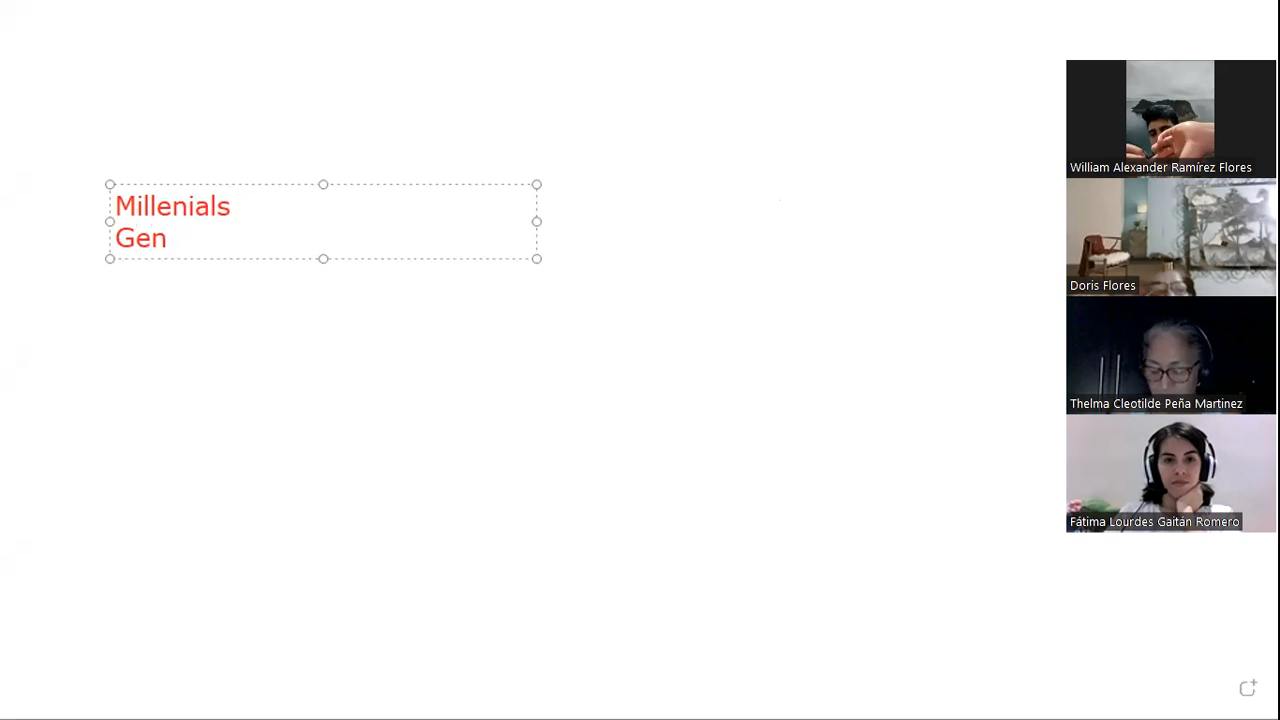 Millenials
Gen
William Alexander Ramírez Flores
Doris Flores
Thelma Cleotilde Peña Martinez
Fátima Lourdes Gaitán Romero